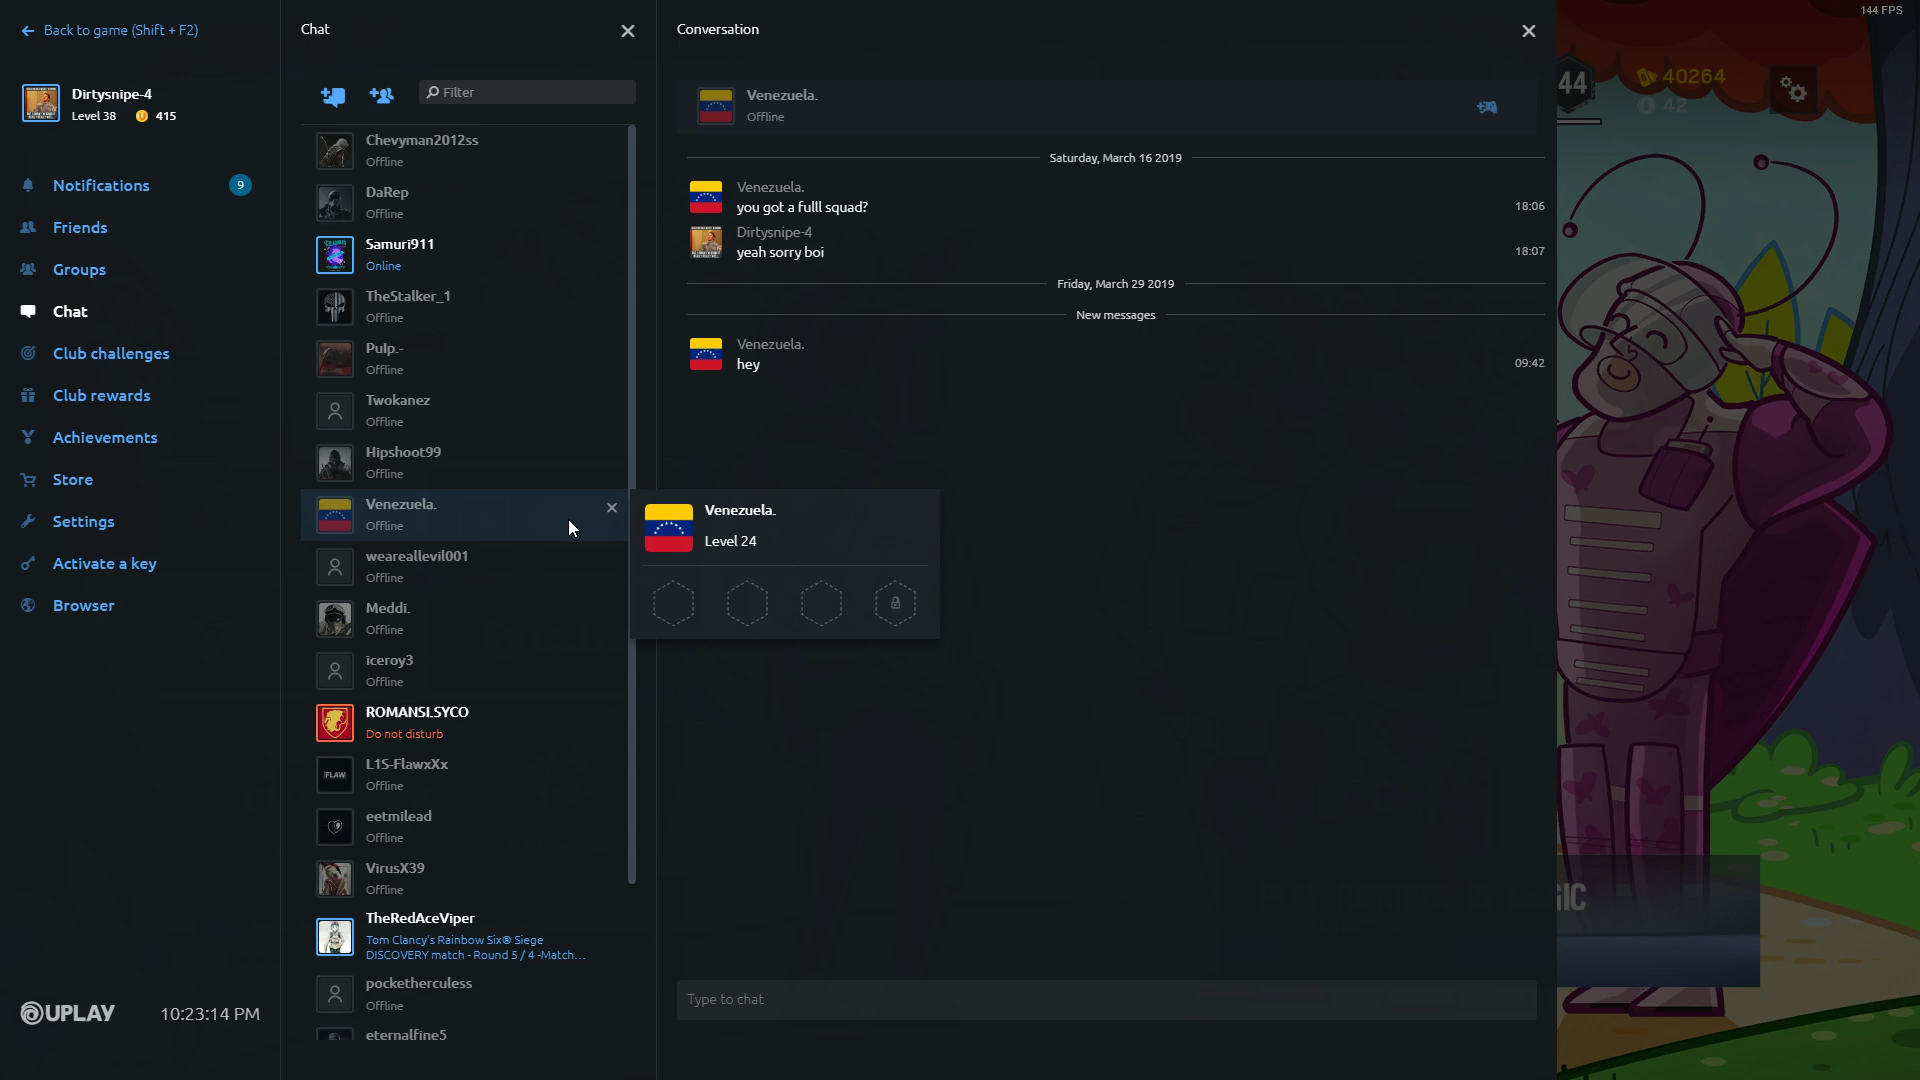 Back to game (Shift + F2)
Dirtysnipe-4
Level 38 415
Notifications 9
Friends
Groups
Chat
Club challenges
Club rewards
Achievements
Store
Settings
Activate a key
Browser
UPLAY 10:23:14 PM
Chat
Filter
Chevyman2012ss
Offline
DaRep
Offline
Samuri911
Online
TheStalker_1
Offline
Pulp.-
Offline
Twokanez
Offline
Hipshoot99
Offline
Venezuela.
Offline
weareallevil001
Offline
Meddi.
Offline
iceroy3
Offline
ROMANSI.SYCO
Do not disturb
FLAW
L1S-FlawxXx
Offline
eetmilead
Offline
VirusX39
Offline
TheRedAceViper
Tom Clancy's Rainbow Six® Siege
DISCOVERY match - Round 5 / 4 -Match...
pocketherculess
Offline
eternalfine5
Conversation
Venezuela.
Offline
Saturday, March 16 2019
Venezuela.
you got a fulll squad? 18:06
Dirtysnipe-4
yeah sorry boi 18:07
Friday, March 29 2019
New messages
Venezuela.
hey 09:42
Venezuela.
Level 24
Type to chat
144 FPS
44
40264
42